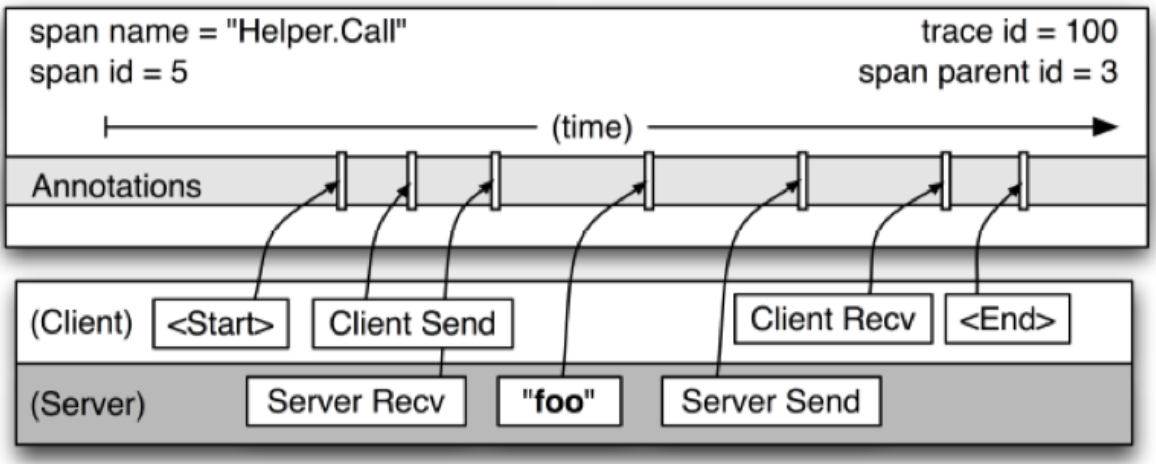 span name = "Helper.Call"
trace id = 100
span id = 5
span parent id = 3
(time)
Annotations
(Client)
<Start>
Client Send
Client Recv
<End>
(Server)
Server Recv
"foo"
Server Send